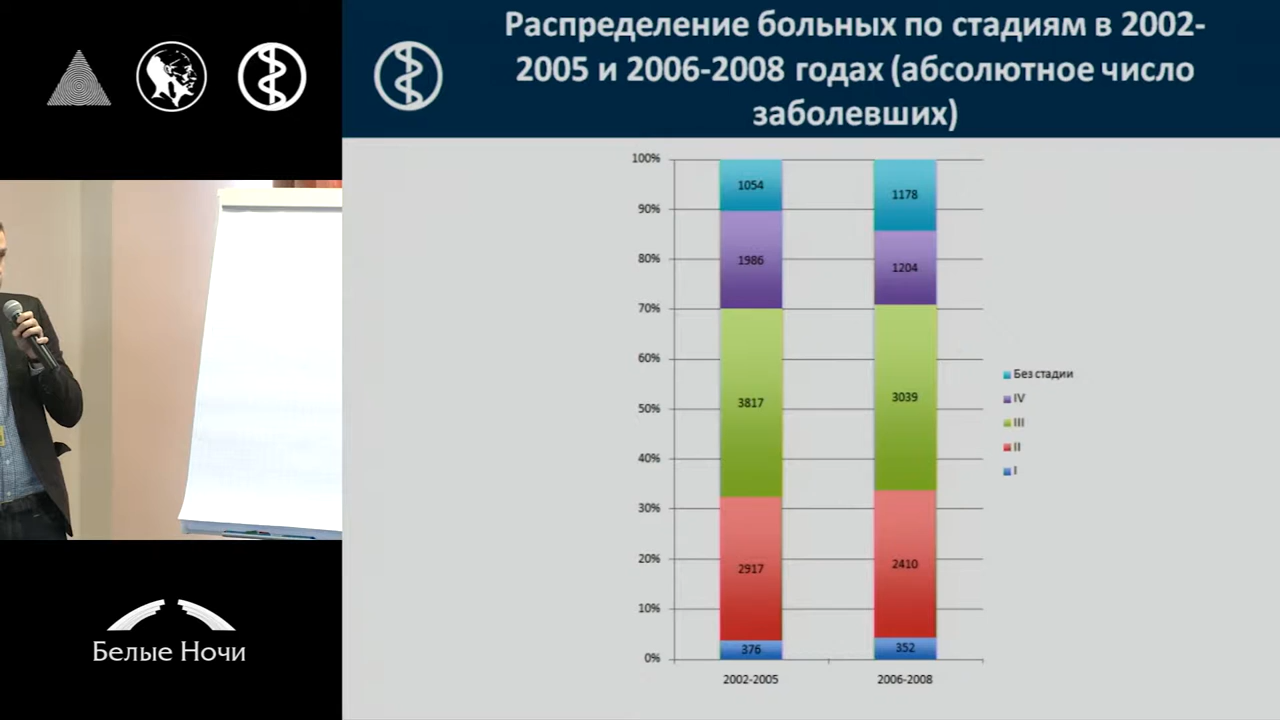 Распределение больных по стадиям в 2002-
2005 и 2006-2008 годах (абсолютное число
заболевших)
100%
90%
80%
70%
60%
50%
40%
30%
20%
10%
0%
1054
1986
3817
2917
376
1178
1204
3039
2410
352
2002-2005
2006-2008
Без стадии
IV
III
II
I
Белые Ночи